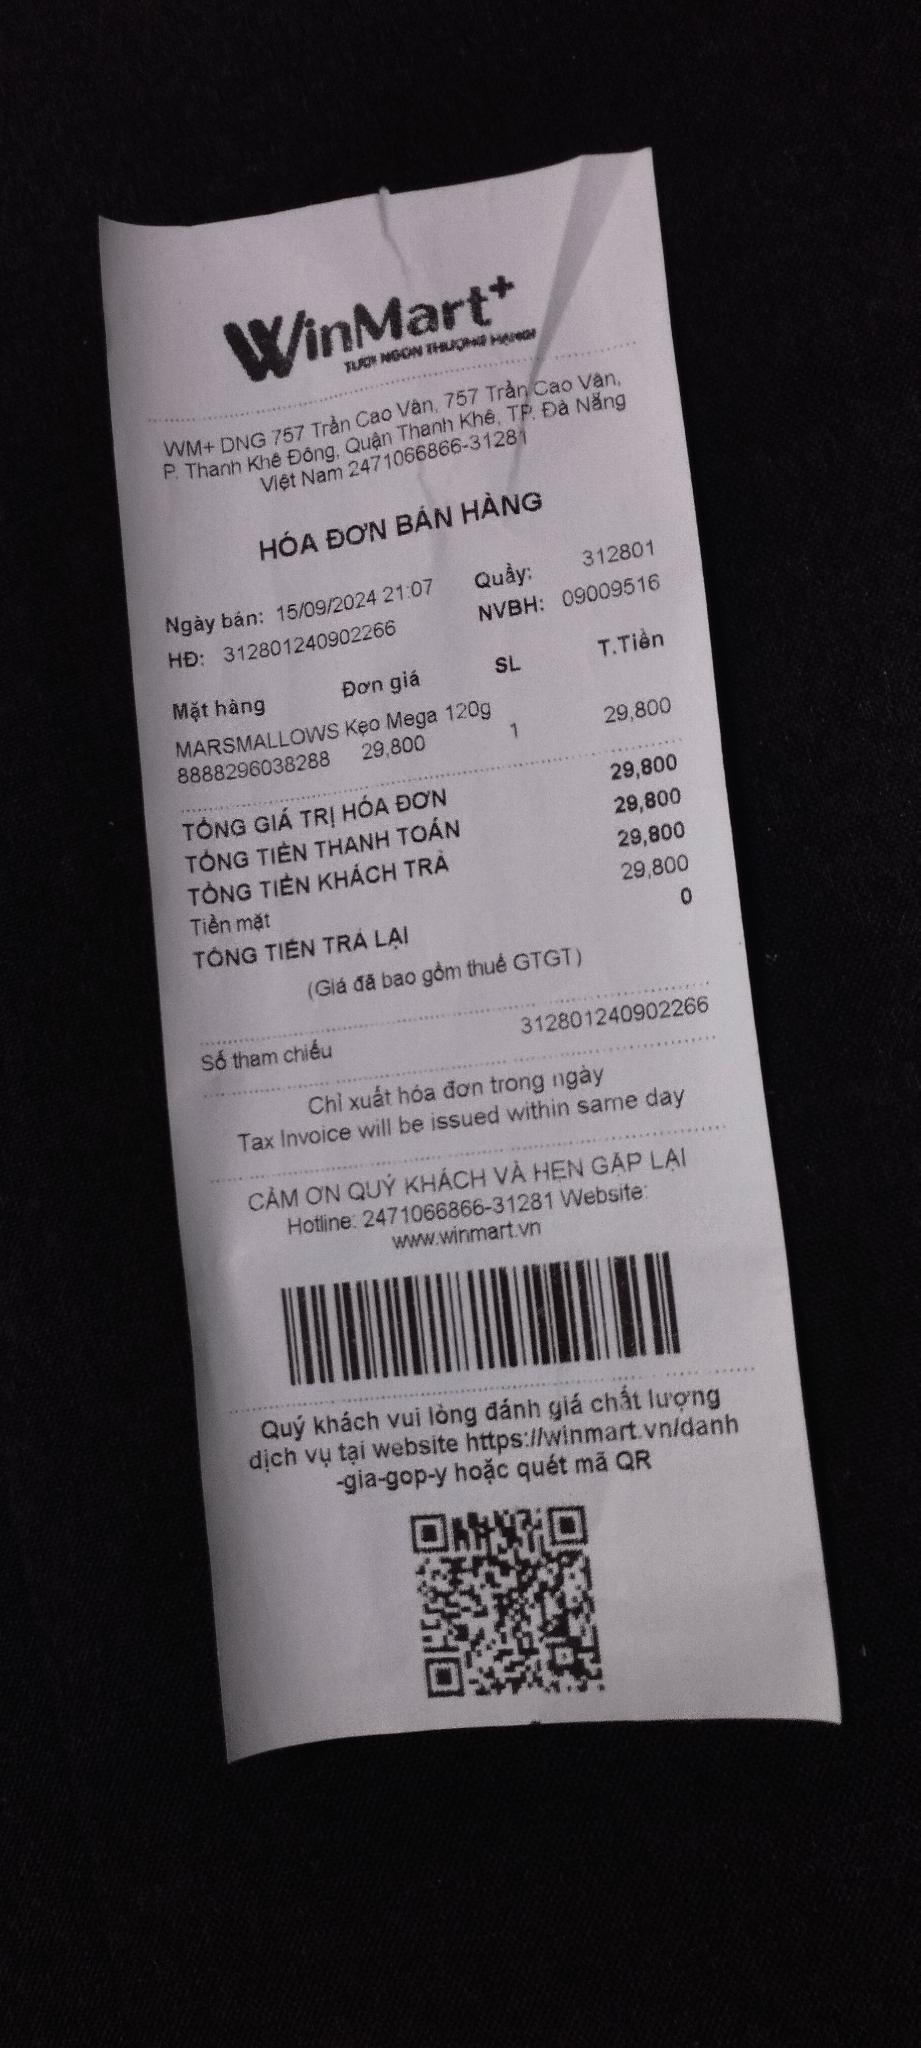 WinMart+
TƯƠI NGON THƯỢNG HẠNG!
WM+ DNG 757 Trần Cao Vân, 757 Trần Cao Vân,
P. Thanh Khê Đông, Quận Thanh Khê, TP. Đà Nẵng
Việt Nam 2471066866-31281
HÓA ĐƠN BÁN HÀNG
Ngày bán: 15/09/2024 21:07 Quầy: 312801
HĐ: 312801240902266 NVBH: 09009516
Mặt hàng Đơn giá SL T.Tiền
MARSMALLOWS Kẹo Mega 120g
8888296038288 29,800 1 29,800
TỔNG GIÁ TRỊ HÓA ĐƠN 29,800
TỔNG TIỀN THANH TOÁN 29,800
TỔNG TIỀN KHÁCH TRẢ 29,800
Tiền mặt 29,800
TỔNG TIỀN TRẢ LẠI 0
(Giá đã bao gồm thuế GTGT)
Số tham chiếu 312801240902266
Chỉ xuất hóa đơn trong ngày
Tax Invoice will be issued within same day
CẢM ƠN QUÝ KHÁCH VÀ HẸN GẶP LẠI
Hotline: 2471066866-31281 Website:
www.winmart.vn
Quý khách vui lòng đánh giá chất lượng
dịch vụ tại website https://winmart.vn/danh
-gia-gop-y hoặc quét mã QR